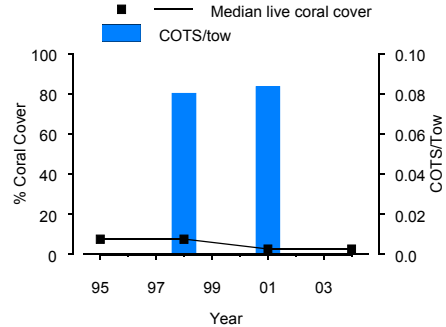 Median live coral cover
COTS/tow
100
80
60
40
20
0
% Coral Cover
0.10
0.08
0.06
0.04
0.02
0.00
COTS/Tow
95 97 99 01 03
Year